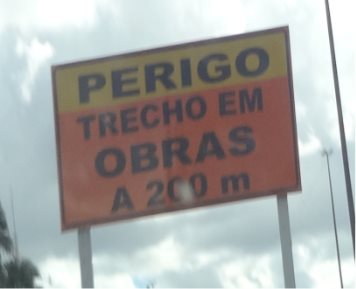 PERIGO
TRECHO EM
OBRAS
A 200 m